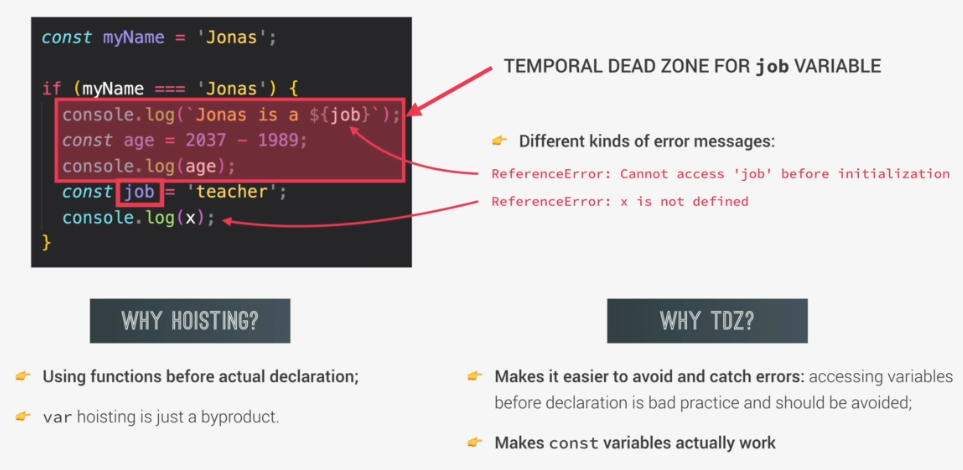 const myName = 'Jonas';
if (myName === 'Jonas') {
console.log(`Jonas is a ${job}`);
const age = 2037 - 1989;
console.log(age);
const job = 'teacher';
console.log(x);
}
TEMPORAL DEAD ZONE FOR job VARIABLE
Different kinds of error messages:
ReferenceError: Cannot access 'job' before initialization
ReferenceError: x is not defined
WHY HOISTING?
Using functions before actual declaration;
var hoisting is just a byproduct.
WHY TDZ?
Makes it easier to avoid and catch errors: accessing variables
before declaration is bad practice and should be avoided;
Makes const variables actually work